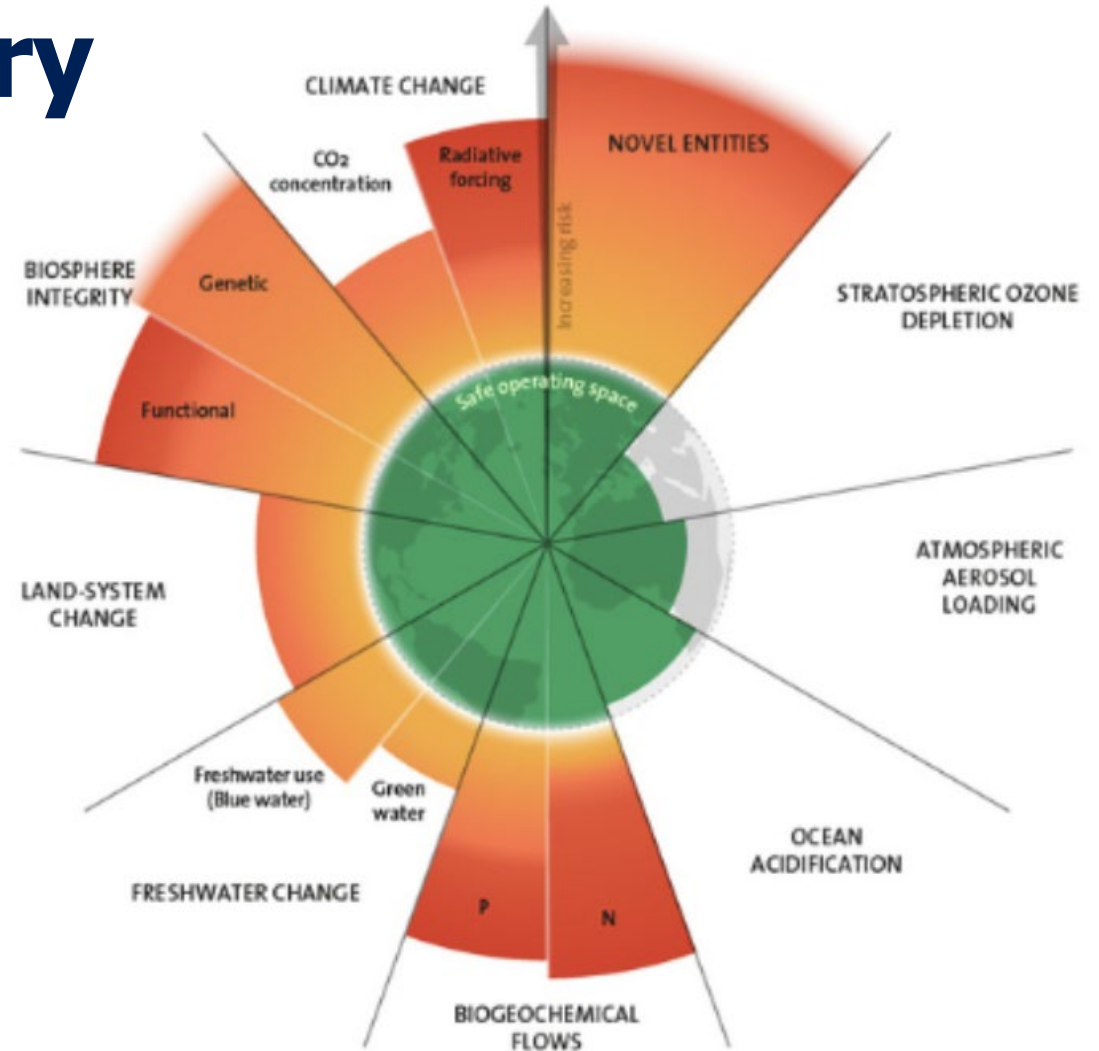 ry
CLIMATE CHANGE
CO₂
concentration
Radiative
forcing
NOVEL ENTITIES
Increasing risk
BIOSPHERE
INTEGRITY
Genetic
Functional
STRATOSPHERIC OZONE
DEPLETION
Safe operating space
ATMOSPHERIC
AEROSOL
LOADING
LAND-SYSTEM
CHANGE
Freshwater use
(Blue water)
Green
water
FRESHWATER CHANGE
OCEAN
ACIDIFICATION
P
N
BIOGEOCHEMICAL
FLOWS